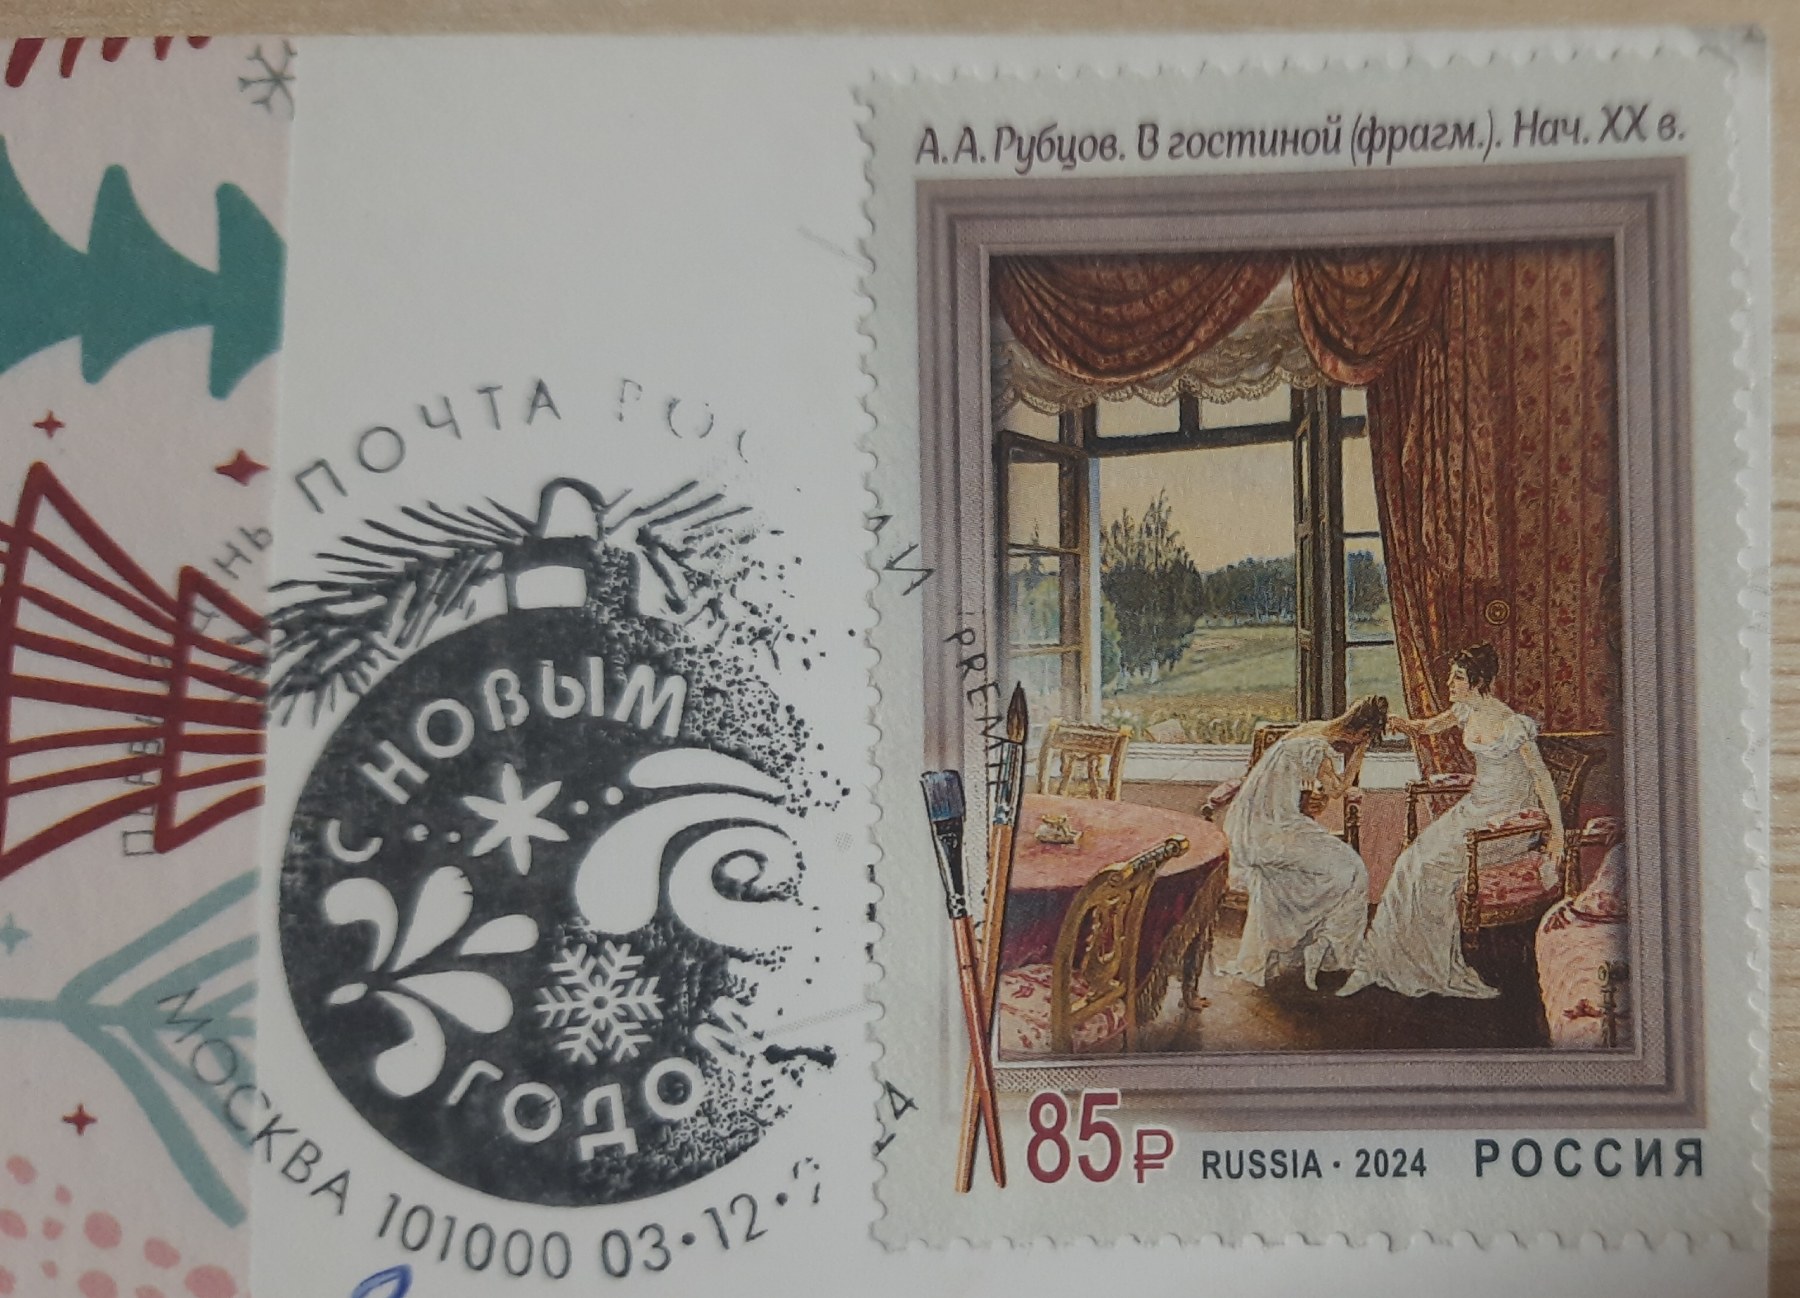 А. А. Рубцов. В гостиной (фрагм.). Нач. XX в.
ПОЧТА
С НОВЫМ
ГОДОМ
МОСКВА 101000 03•12•
85₽ RUSSIA · 2024 РОССИЯ